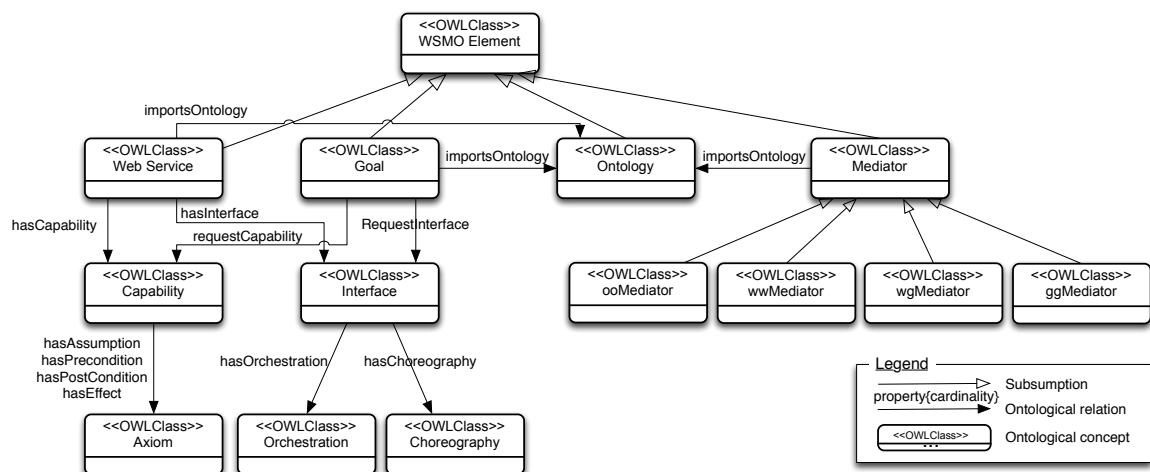 <<OWLClass>>
WSMO Element
importsOntology
<<OWLClass>>
Web Service
<<OWLClass>>
Goal
importsOntology
<<OWLClass>>
Ontology
importsOntology
<<OWLClass>>
Mediator
hasCapability
hasInterface
requestCapability
RequestInterface
<<OWLClass>>
Capability
<<OWLClass>>
Interface
<<OWLClass>>
ooMediator
<<OWLClass>>
wwMediator
<<OWLClass>>
wgMediator
<<OWLClass>>
ggMediator
hasAssumption
hasPrecondition
hasPostCondition
hasEffect
hasOrchestration
hasChoreography
<<OWLClass>>
Axiom
<<OWLClass>>
Orchestration
<<OWLClass>>
Choreography
Legend
Subsumption
property{cardinality}
Ontological relation
<<OWLClass>>
...
Ontological concept